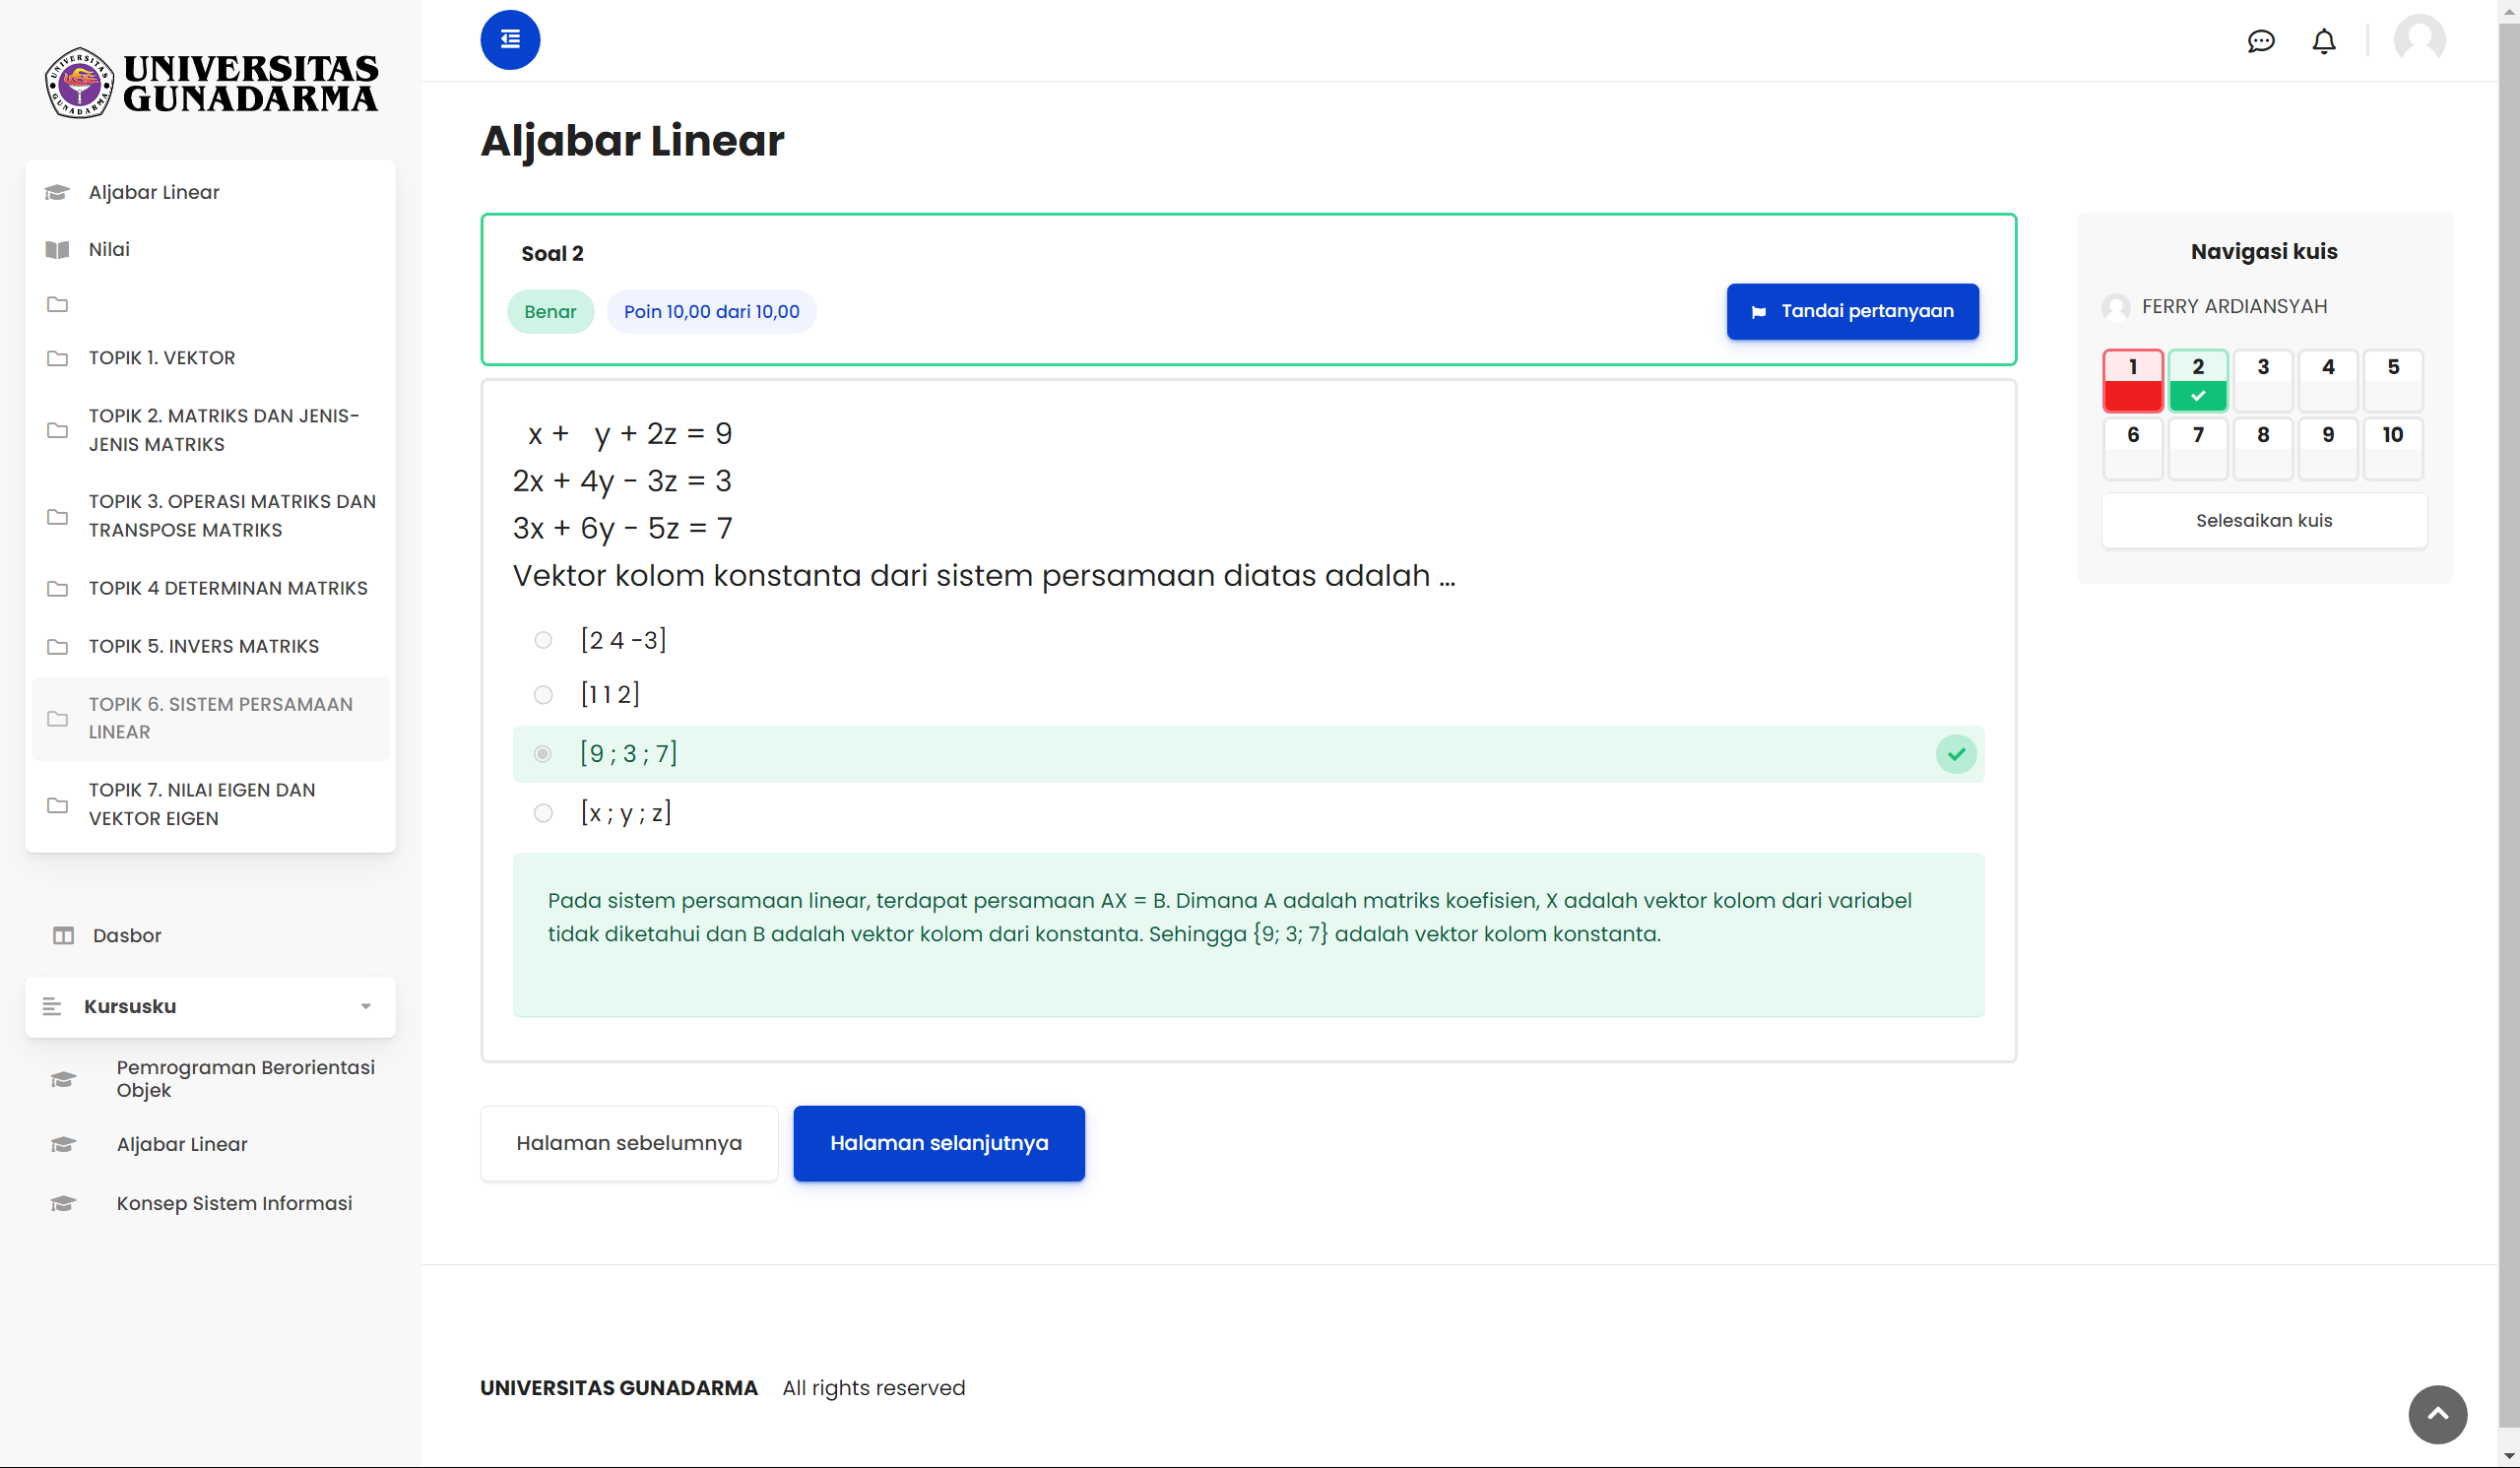 UNIVERSITAS
GUNADARMA
Aljabar Linear
Nilai
TOPIK 1. VEKTOR
TOPIK 2. MATRIKS DAN JENIS-
JENIS MATRIKS
TOPIK 3. OPERASI MATRIKS DAN
TRANSPOSE MATRIKS
TOPIK 4 DETERMINAN MATRIKS
TOPIK 5. INVERS MATRIKS
TOPIK 6. SISTEM PERSAMAAN
LINEAR
TOPIK 7. NILAI EIGEN DAN
VEKTOR EIGEN
Dasbor
Kursusku
Pemrograman Berorientasi
Objek
Aljabar Linear
Konsep Sistem Informasi
Aljabar Linear
Soal 2
Benar
Poin 10,00 dari 10,00
Tandai pertanyaan
x + y + 2z = 9
2x + 4y - 3z = 3
3x + 6y - 5z = 7
Vektor kolom konstanta dari sistem persamaan diatas adalah ...
[2 4 -3]
[1 1 2]
[9 ; 3 ; 7]
[x ; y ; z]
Pada sistem persamaan linear, terdapat persamaan AX = B. Dimana A adalah matriks koefisien, X adalah vektor kolom dari variabel
tidak diketahui dan B adalah vektor kolom dari konstanta. Sehingga {9; 3; 7} adalah vektor kolom konstanta.
Halaman sebelumnya
Halaman selanjutnya
Navigasi kuis
FERRY ARDIANSYAH
1 2 3 4 5
6 7 8 9 10
Selesaikan kuis
UNIVERSITAS GUNADARMA All rights reserved